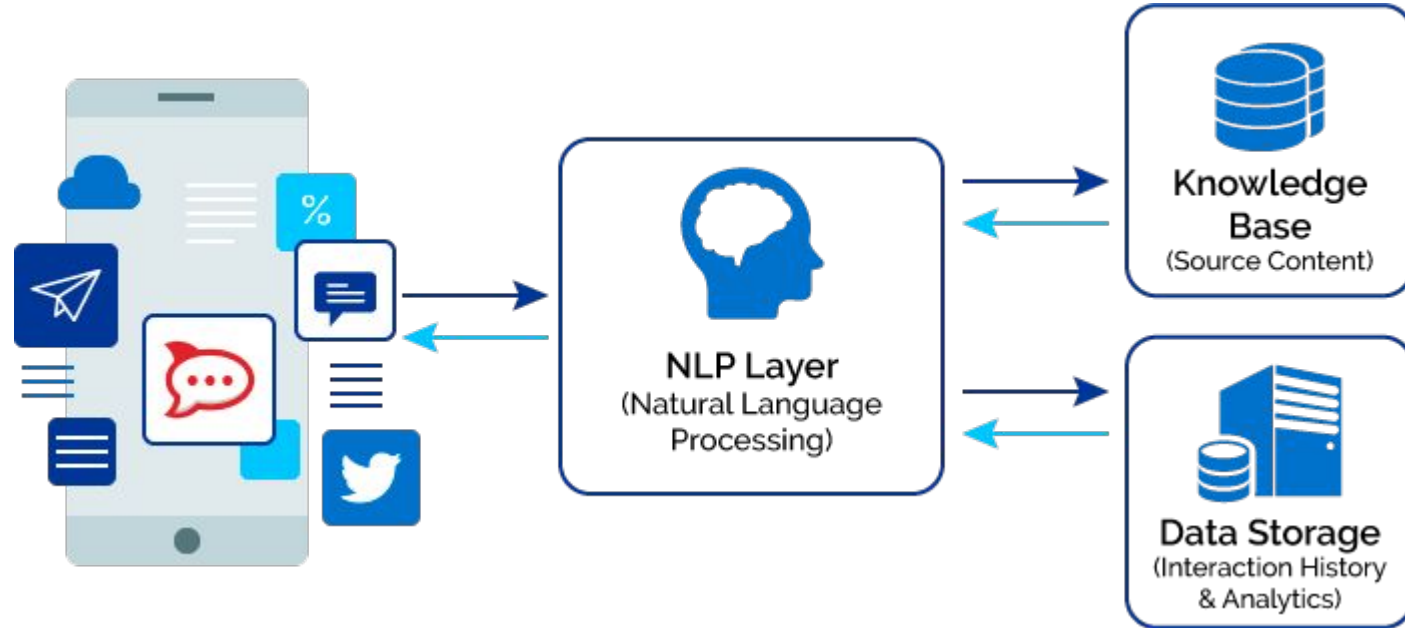 %
NLP Layer
(Natural Language
Processing)
Knowledge
Base
(Source Content)
Data Storage
(Interaction History
& Analytics)